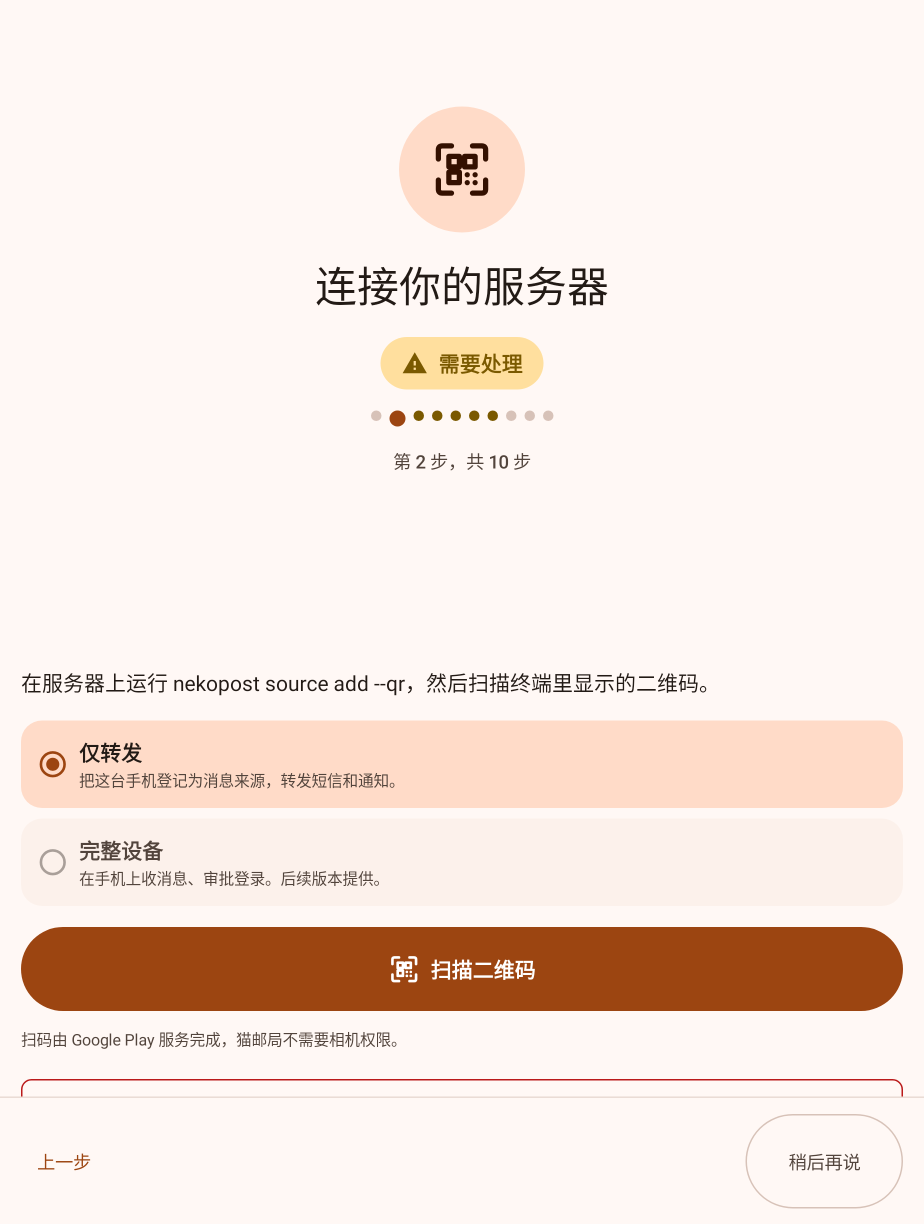 连接你的服务器
需要处理
第 2 步，共 10 步
在服务器上运行 nekopost source add --qr，然后扫描终端里显示的二维码。
仅转发
把这台手机登记为消息来源，转发短信和通知。
完整设备
在手机上收消息、审批登录。后续版本提供。
扫描二维码
扫码由 Google Play 服务完成，猫邮局不需要相机权限。
上一步
稍后再说